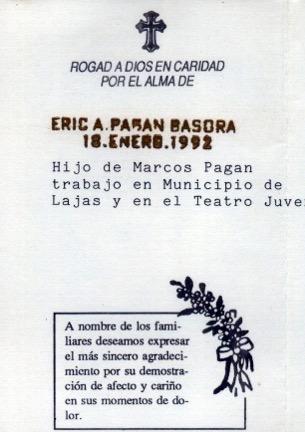 ROGAD A DIOS EN CARIDAD
POR EL ALMA DE
ERIC A. PAGAN BASORA
18.ENERO.1992
Hijo de Marcos Pagan
trabajo en Municipio de
Lajas y en el Teatro Juve
A nombre de los fami-
liares deseamos expresar
el más sincero agradeci-
miento por su demostra-
ción de afecto y cariño
en sus momentos de do-
lor.